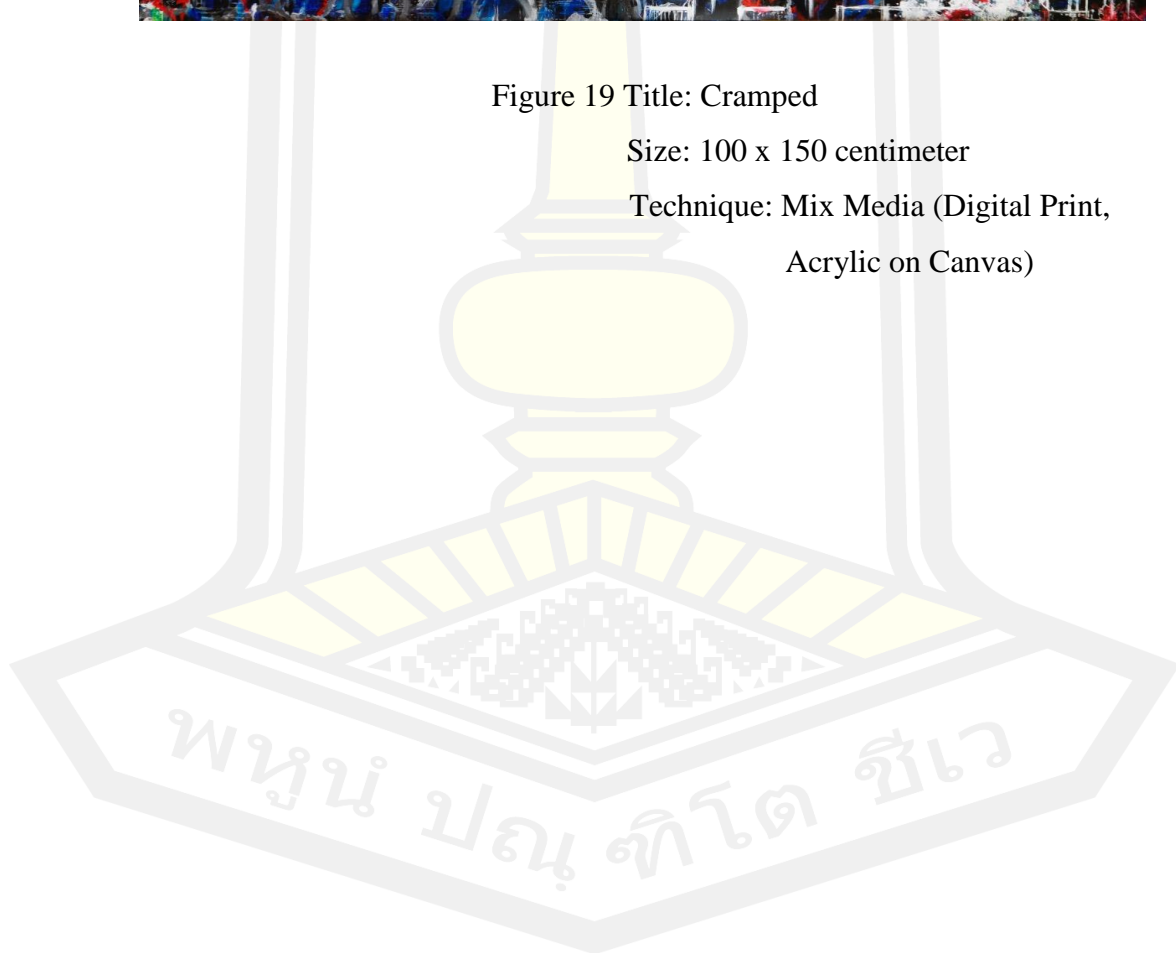 Figure 19 Title: Cramped
Size: 100 x 150 centimeter
Technique: Mix Media (Digital Print,
Acrylic on Canvas)
พหูนํ ปณฺฑิโต ชีเว